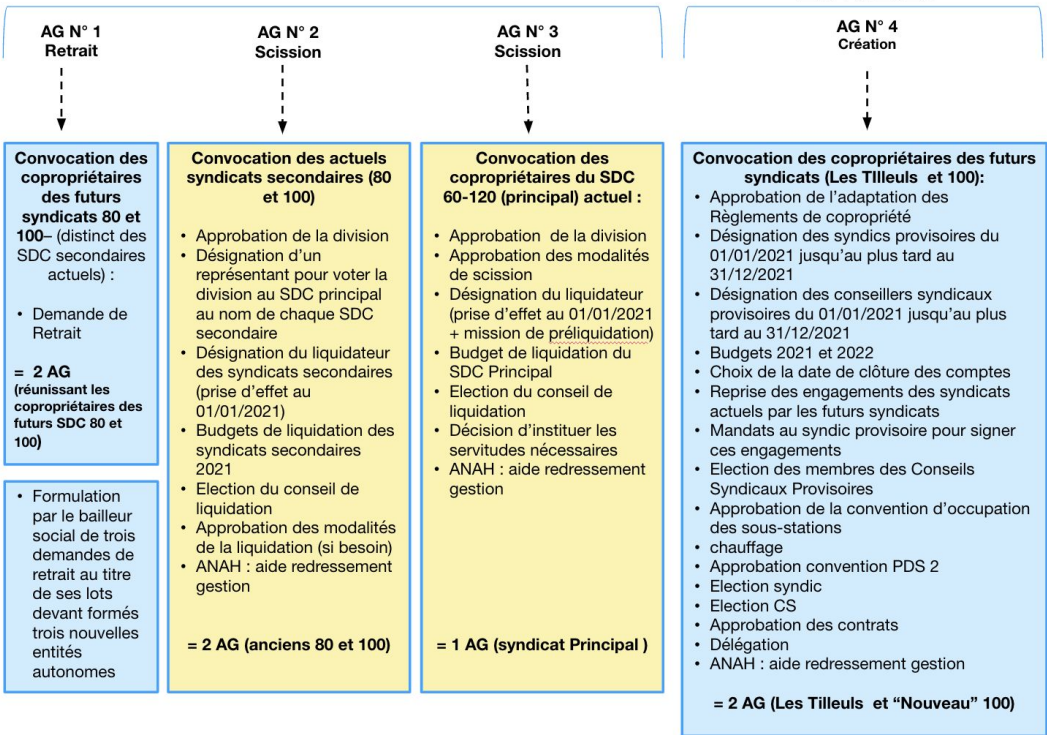 AG N° 1
Retrait
AG N° 2
Scission
AG N° 3
Scission
AG N° 4
Création
Convocation des
copropriétaires
des futurs
syndicats 80 et
100– (distinct des
SDC secondaires
actuels) :
• Demande de
Retrait
= 2 AG
(réunissant les
copropriétaires des
futurs SDC 80 et
100)
• Formulation
par le bailleur
social de trois
demandes de
retrait au titre
de ses lots
devant formés
trois nouvelles
entités
autonomes
Convocation des actuels
syndicats secondaires (80
et 100)
• Approbation de la division
• Désignation d’un
représentant pour voter la
division au SDC principal
au nom de chaque SDC
secondaire
• Désignation du liquidateur
des syndicats secondaires
(prise d’effet au
01/01/2021)
• Budgets de liquidation des
syndicats secondaires
2021
• Election du conseil de
liquidation
• Approbation des modalités
de la liquidation (si besoin)
• ANAH : aide redressement
gestion
= 2 AG (anciens 80 et 100)
Convocation des
copropriétaires du SDC
60-120 (principal) actuel :
• Approbation de la division
• Approbation des modalités
de scission
• Désignation du liquidateur
(prise d’effet au 01/01/2021
+ mission de préliquidation)
• Budget de liquidation du
SDC Principal
• Election du conseil de
liquidation
• Décision d’instituer les
servitudes nécessaires
• ANAH : aide redressement
gestion
= 1 AG (syndicat Principal )
Convocation des copropriétaires des futurs
syndicats (Les TIlleuls et 100):
• Approbation de l’adaptation des
Règlements de copropriété
• Désignation des syndics provisoires du
01/01/2021 jusqu’au plus tard au
31/12/2021
• Désignation des conseillers syndicaux
provisoires du 01/01/2021 jusqu’au plus
tard au 31/12/2021
• Budgets 2021 et 2022
• Choix de la date de clôture des comptes
• Reprise des engagements des syndicats
actuels par les futurs syndicats
• Mandats au syndic provisoire pour signer
ces engagements
• Election des membres des Conseils
Syndicaux Provisoires
• Approbation de la convention d’occupation
des sous-stations
• chauffage
• Approbation convention PDS 2
• Election syndic
• Election CS
• Approbation des contrats
• Délégation
• ANAH : aide redressement gestion
= 2 AG (Les Tilleuls et “Nouveau” 100)